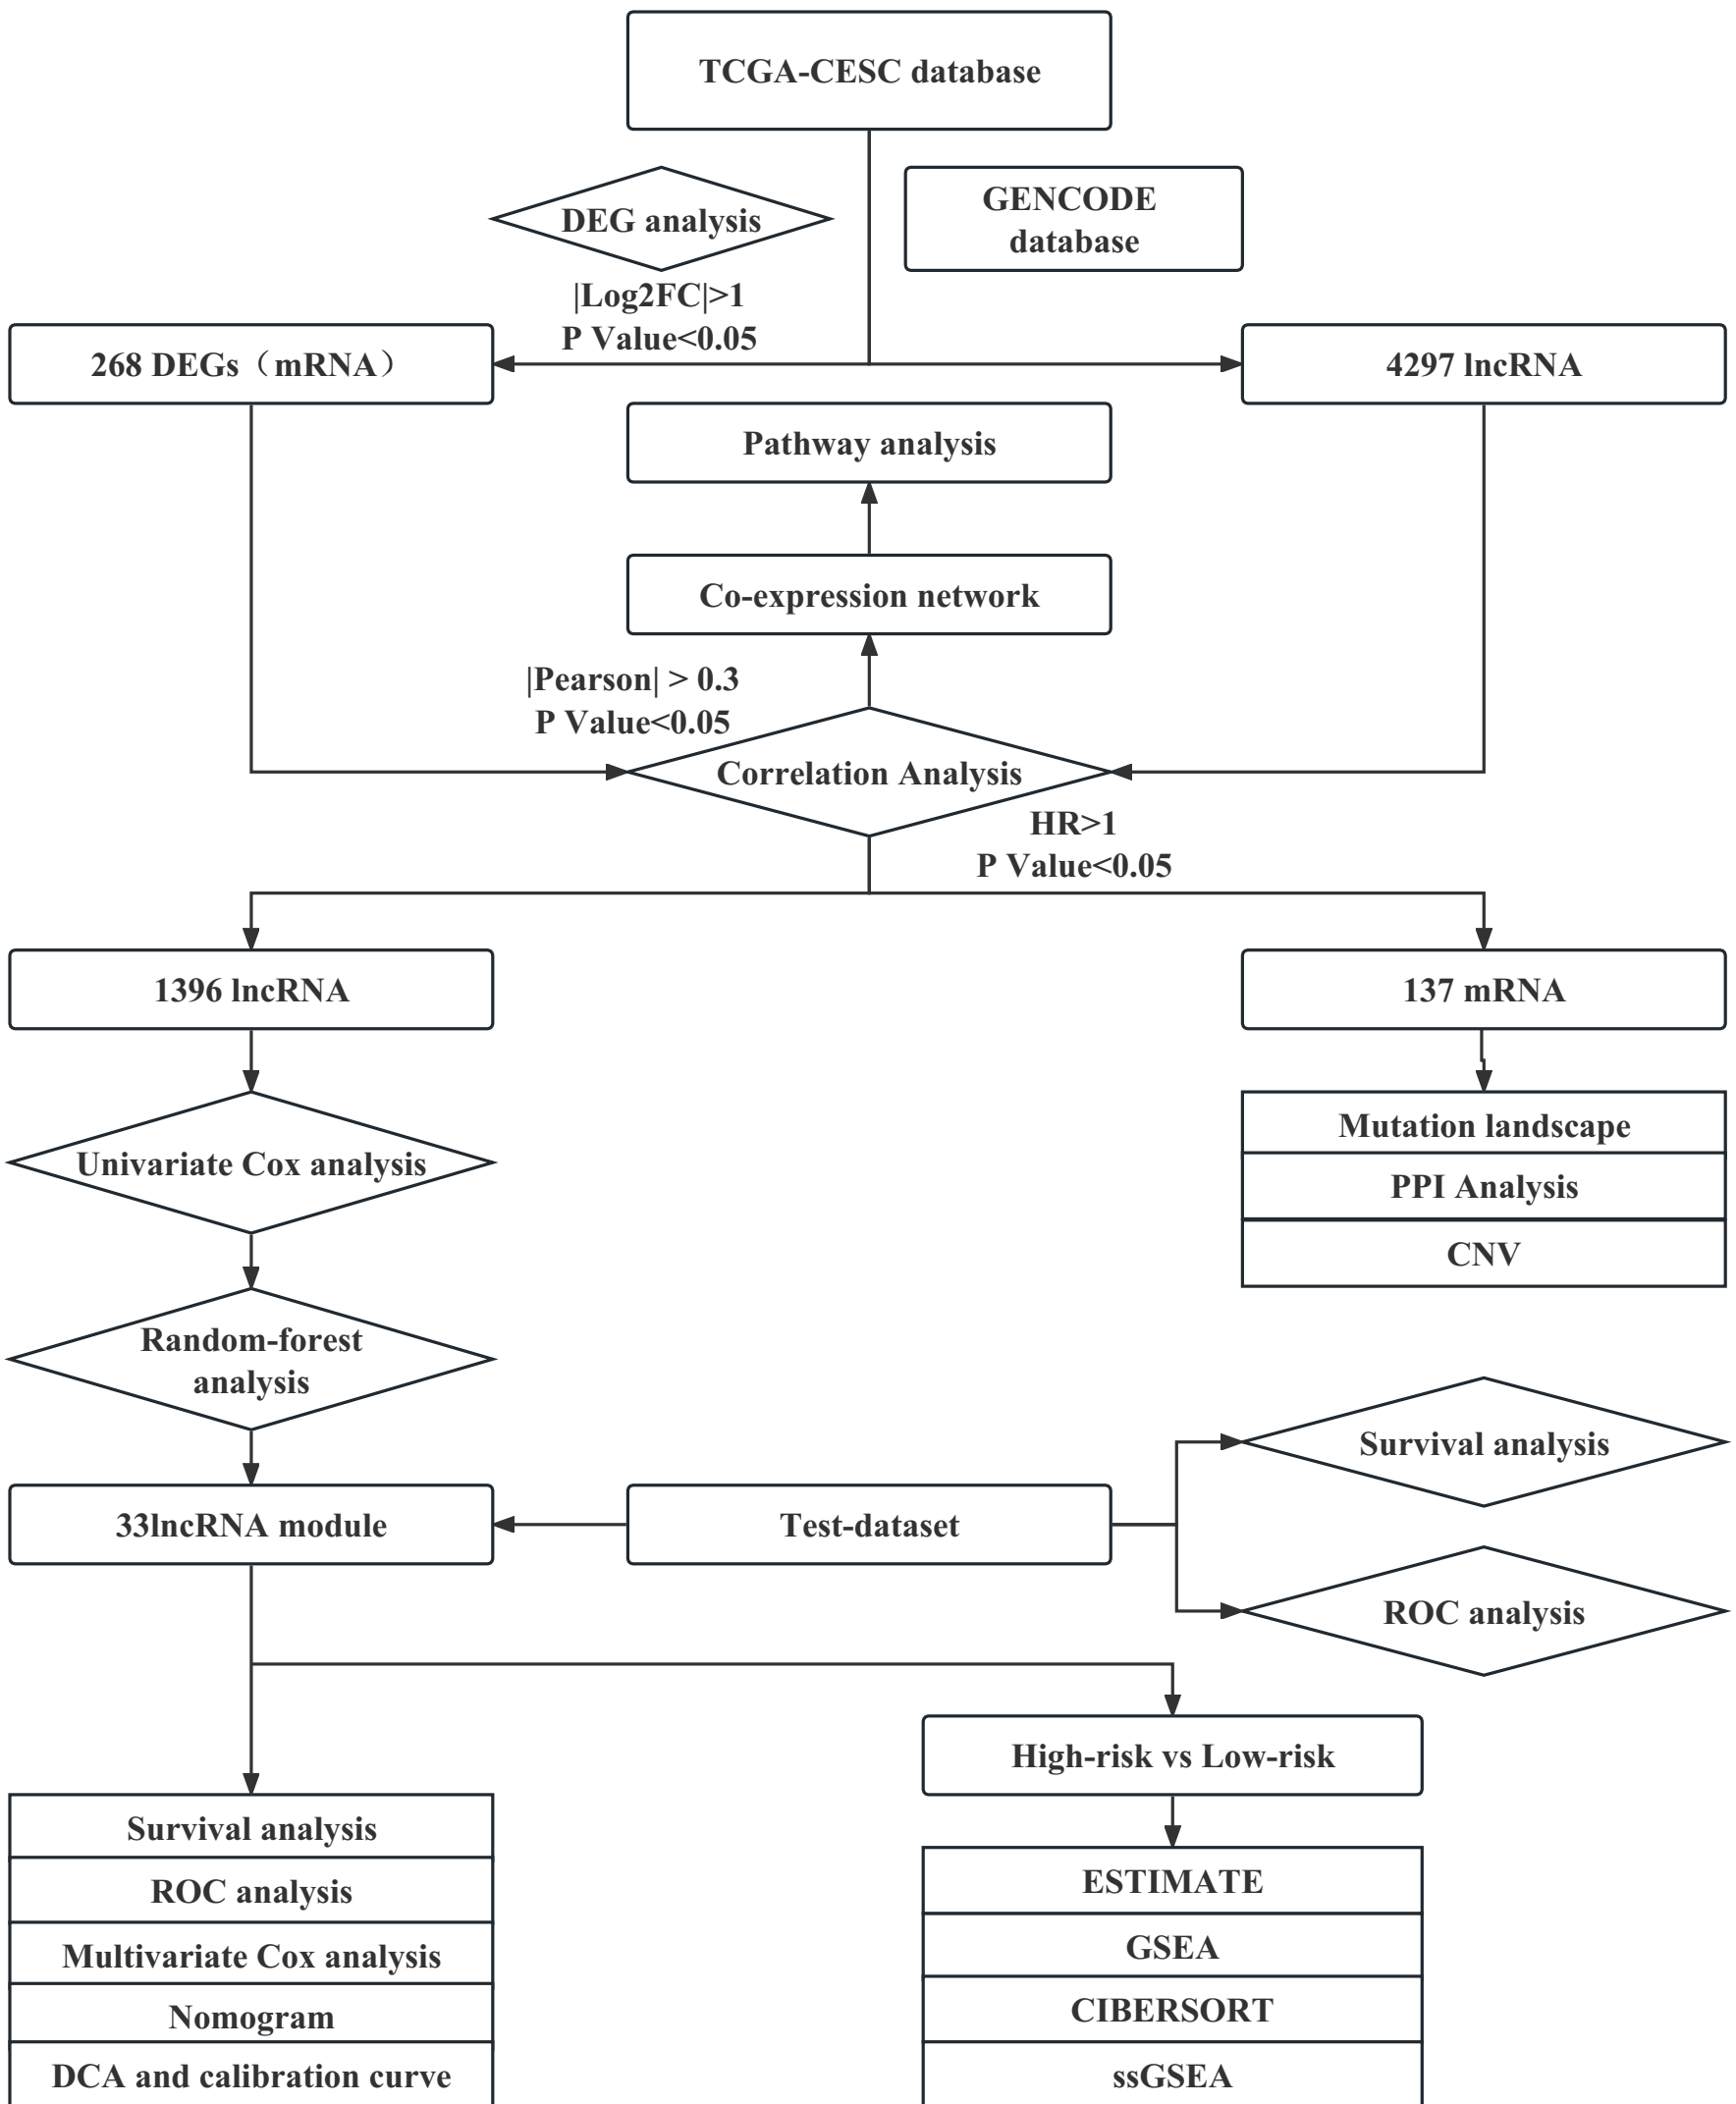 TCGA-CESC database
DEG analysis
GENCODE
database
|Log2FC|>1
P Value<0.05
268 DEGs（mRNA）
4297 lncRNA
Pathway analysis
Co-expression network
|Pearson| > 0.3
P Value<0.05
Correlation Analysis
HR>1
P Value<0.05
1396 lncRNA
137 mRNA
Univariate Cox analysis
Mutation landscape
PPI Analysis
CNV
Random-forest
analysis
Survival analysis
33lncRNA module
Test-dataset
ROC analysis
High-risk vs Low-risk
Survival analysis
ROC analysis
Multivariate Cox analysis
Nomogram
DCA and calibration curve
ESTIMATE
GSEA
CIBERSORT
ssGSEA